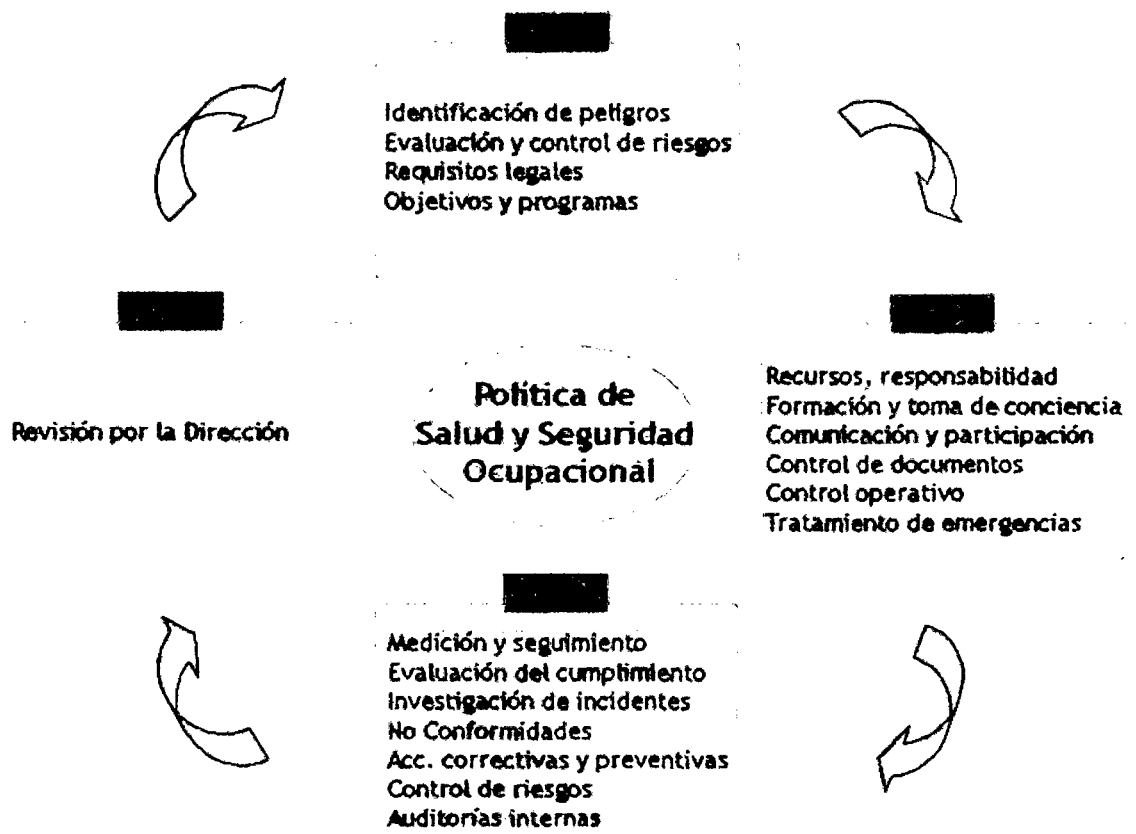 Identificación de peligros
Evaluación y control de riesgos
Requisitos legales
Objetivos y programas
Revisión por la Dirección
Política de
Salud y Seguridad
Ocupacional
Recursos, responsabilidad
Formación y toma de conciencia
Comunicación y participación
Control de documentos
Control operativo
Tratamiento de emergencias
Medición y seguimiento
Evaluación del cumplimiento
Investigación de incidentes
No Conformidades
Acc. correctivas y preventivas
Control de riesgos
Auditorías internas